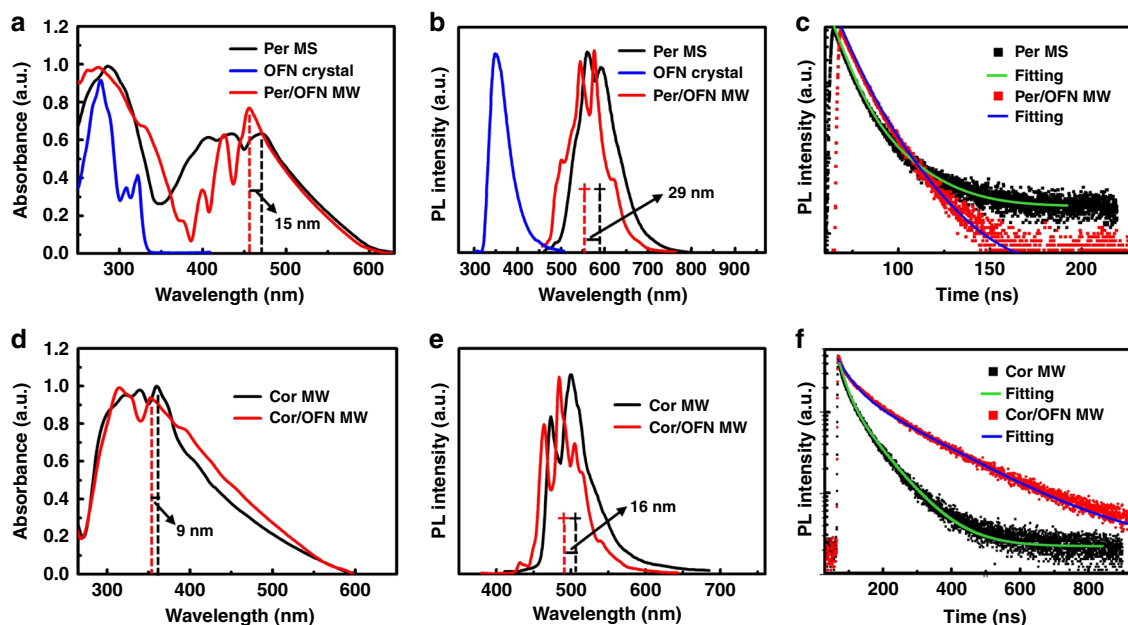 a
1.2
1.0
0.8
0.6
0.4
0.2
0.0
Absorbance (a.u.)
Per MS
OFN crystal
Per/OFN MW
15 nm
300 400 500 600
Wavelength (nm)
b
PL intensity (a.u.)
Per MS
OFN crystal
Per/OFN MW
29 nm
300 400 500 600 700 800 900
Wavelength (nm)
c
PL intensity (a.u.)
Per MS
Fitting
Per/OFN MW
Fitting
60 100 150 200
Time (ns)
d
1.2
1.0
0.8
0.6
0.4
0.2
0.0
Absorbance (a.u.)
Cor MW
Cor/OFN MW
9 nm
300 400 500 600
Wavelength (nm)
e
PL intensity (a.u.)
Cor MW
Cor/OFN MW
16 nm
400 500 600 700
Wavelength (nm)
f
PL intensity (a.u.)
Cor MW
Fitting
Cor/OFN MW
Fitting
200 400 600 800
Time (ns)